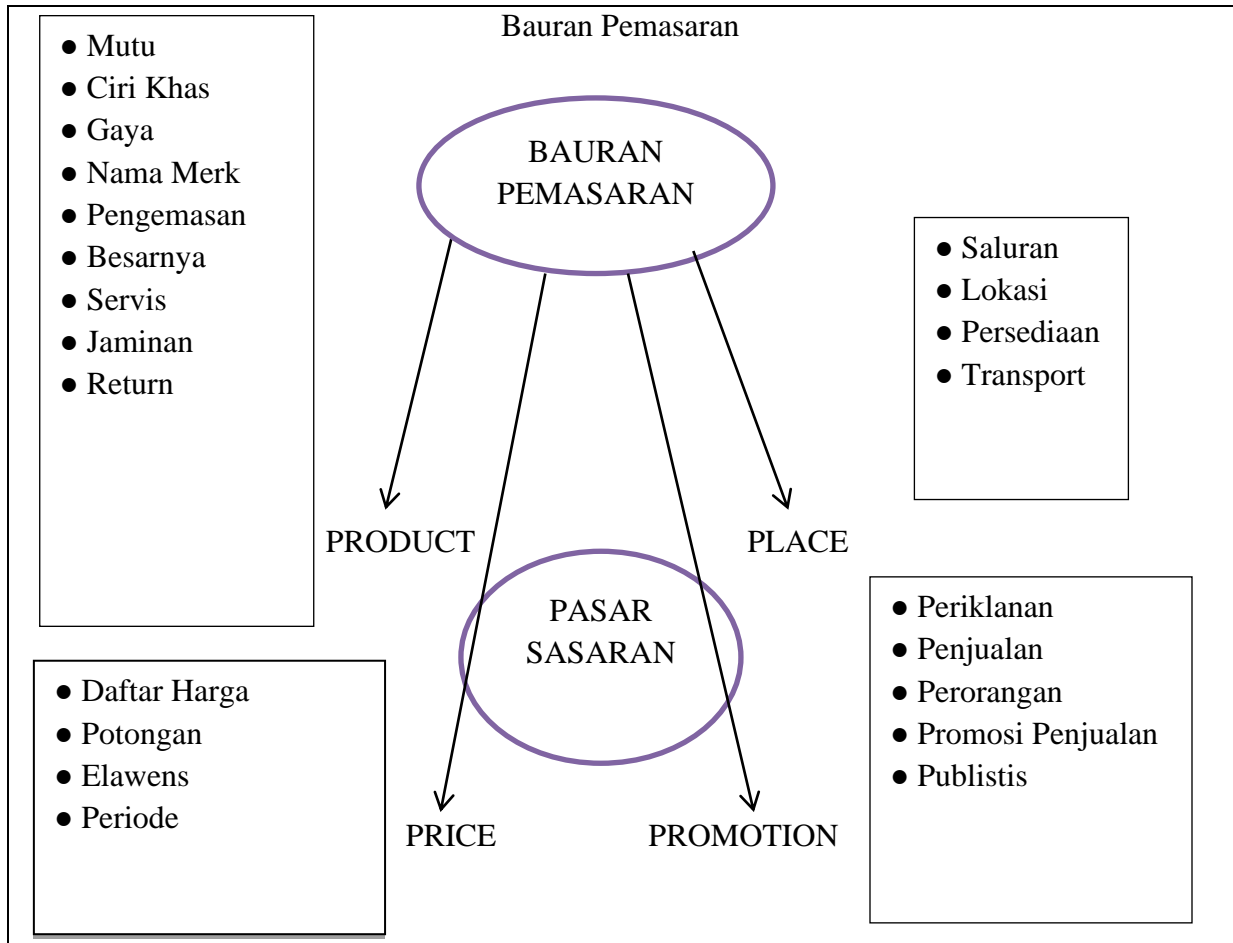 Bauran Pemasaran
● Mutu
● Ciri Khas
● Gaya
● Nama Merk
● Pengemasan
● Besarnya
● Servis
● Jaminan
● Return
BAURAN
PEMASARAN
● Saluran
● Lokasi
● Persediaan
● Transport
PRODUCT
PLACE
PASAR
SASARAN
● Daftar Harga
● Potongan
● Elawens
● Periode
● Periklanan
● Penjualan
● Perorangan
● Promosi Penjualan
● Publistis
PRICE
PROMOTION